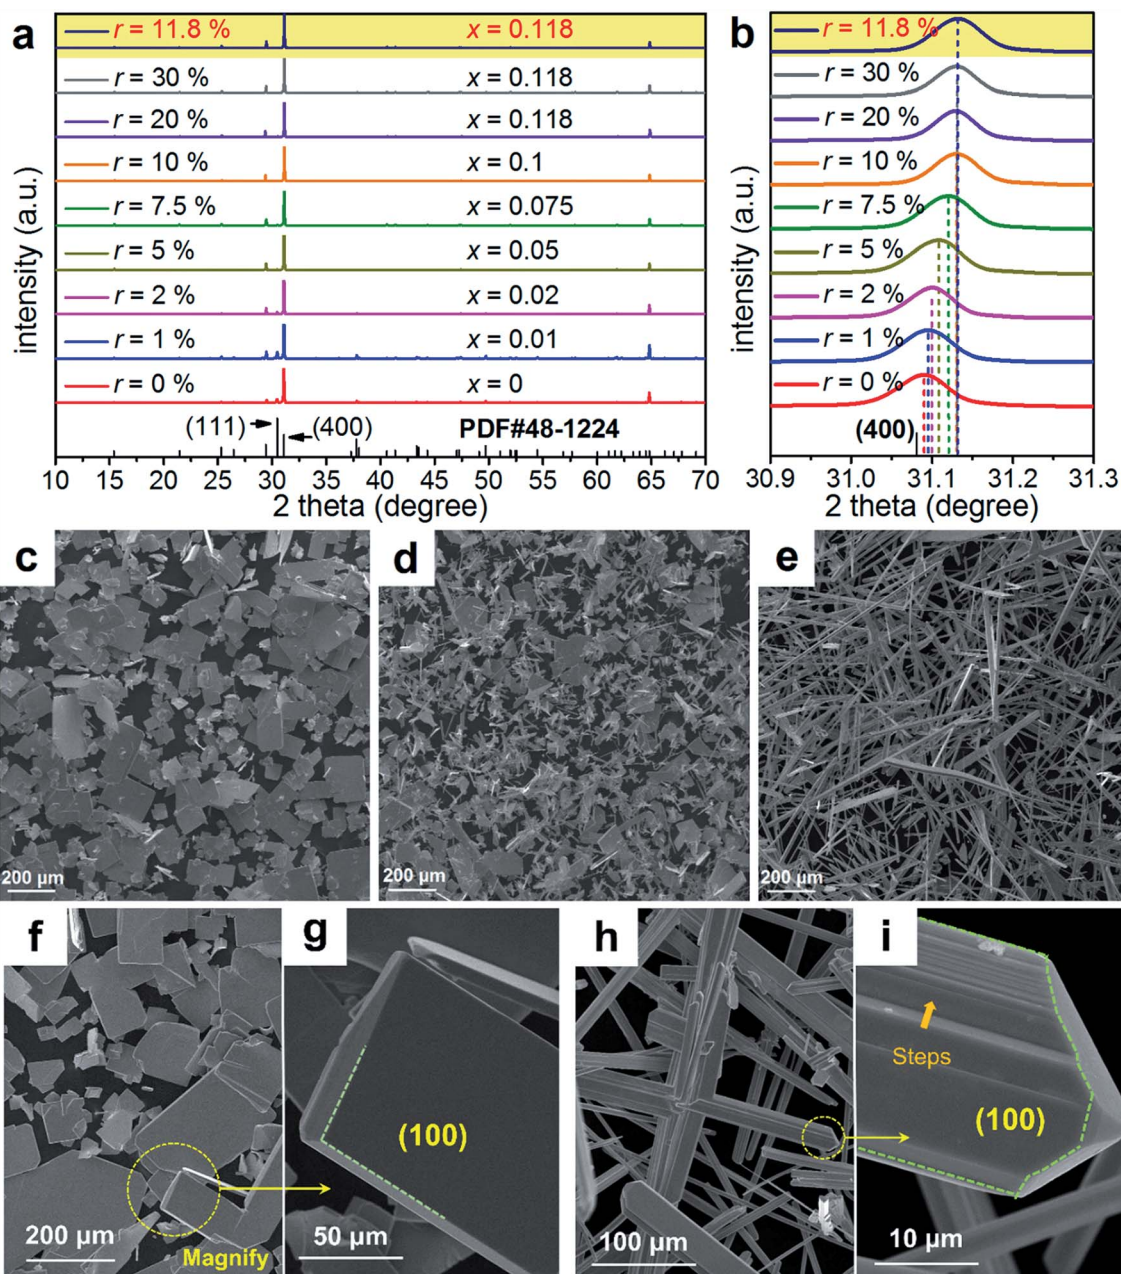 a
r = 11.8 %
x = 0.118
r = 30 %
x = 0.118
r = 20 %
x = 0.118
r = 10 %
x = 0.1
r = 7.5 %
x = 0.075
r = 5 %
x = 0.05
r = 2 %
x = 0.02
r = 1 %
x = 0.01
r = 0 %
x = 0
(111)
(400)
PDF#48-1224
intensity (a.u.)
10 15 20 25 30 35 40 45 50 55 60 65 70
2 theta (degree)
b
r = 11.8 %
r = 30 %
r = 20 %
r = 10 %
r = 7.5 %
r = 5 %
r = 2 %
r = 1 %
r = 0 %
(400)
intensity (a.u.)
30.9 31.0 31.1 31.2 31.3
2 theta (degree)
c
200 µm
d
200 µm
e
200 µm
f
200 µm
Magnify
g
(100)
50 µm
h
100 µm
i
Steps
(100)
10 µm